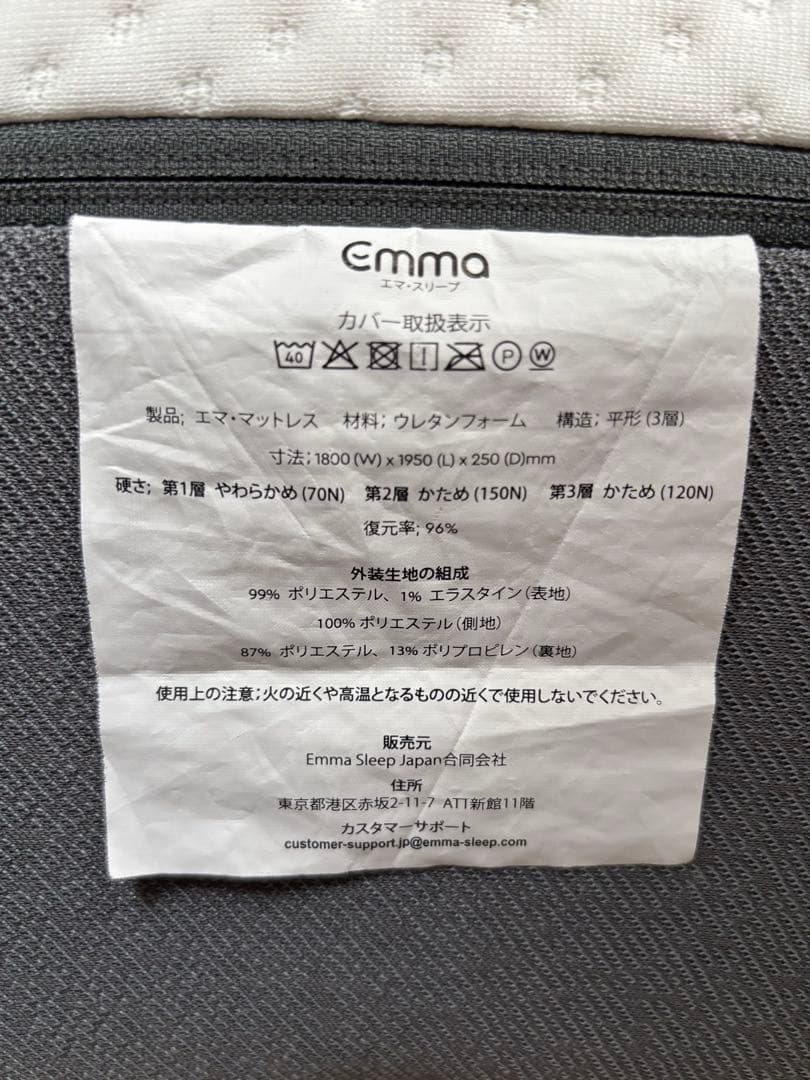 emma
エマ・スリープ
カバー取扱表示
40 P W
製品; エマ・マットレス 材料; ウレタンフォーム 構造; 平形 (3層)
寸法; 1800 (W) x 1950 (L) x 250 (D)mm
硬さ; 第1層 やわらかめ (70N) 第2層 かため (150N) 第3層 かため (120N)
復元率; 96%
外装生地の組成
99% ポリエステル、1% エラスタイン (表地)
100% ポリエステル (側地)
87% ポリエステル、13% ポリプロピレン (裏地)
使用上の注意; 火の近くや高温となるものの近くで使用しないでください。
販売元
Emma Sleep Japan合同会社
住所
東京都港区赤坂2-11-7 ATT新館11階
カスタマーサポート
customer-support.jp@emma-sleep.com